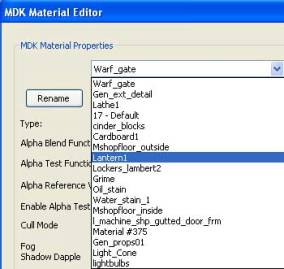 MDK Material Editor
MDK Material Properties
Warf_gate
Rename
Warf_gate
Gen_ext_detail
Lathe1
17 - Default
cinder_blocks
Cardboard1
Mshopfloor_outside
Lantern1
Lockers_lambert2
Grime
Oil_stain
Water_stain_1
Mshopfloor_inside
l_machine_shp_gutted_door_frm
Material #375
Gen_props01
Light_Cone
lightbulbs
Type:
Alpha Blend Funct
Alpha Test Functio
Alpha Reference V
Enable Alpha Test
Cull Mode
Fog
Shadow Dapple